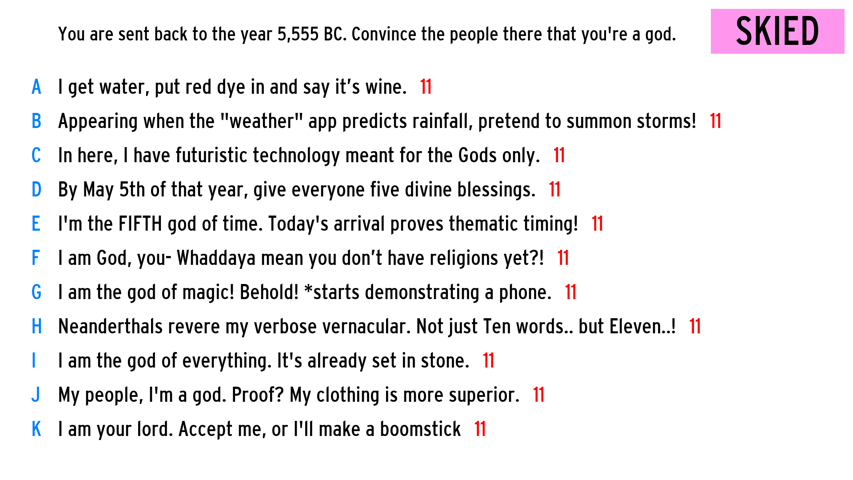 You are sent back to the year 5,555 BC. Convince the people there that you're a god.
SKIED
A I get water, put red dye in and say it’s wine. 11
B Appearing when the "weather" app predicts rainfall, pretend to summon storms! 11
C In here, I have futuristic technology meant for the Gods only. 11
D By May 5th of that year, give everyone five divine blessings. 11
E I'm the FIFTH god of time. Today's arrival proves thematic timing! 11
F I am God, you- Whaddaya mean you don’t have religions yet?! 11
G I am the god of magic! Behold! *starts demonstrating a phone. 11
H Neanderthals revere my verbose vernacular. Not just Ten words.. but Eleven..! 11
I I am the god of everything. It's already set in stone. 11
J My people, I'm a god. Proof? My clothing is more superior. 11
K I am your lord. Accept me, or I'll make a boomstick 11